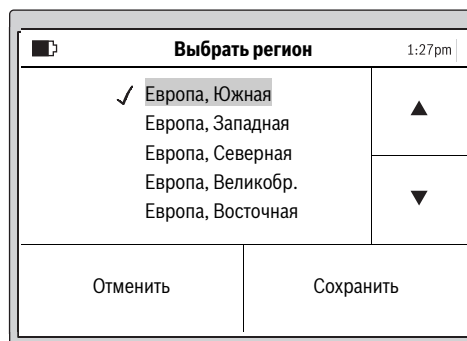 Выбрать регион 1:27pm
Европа, Южная
Европа, Западная
Европа, Северная
Европа, Великобр.
Европа, Восточная
Отменить Сохранить